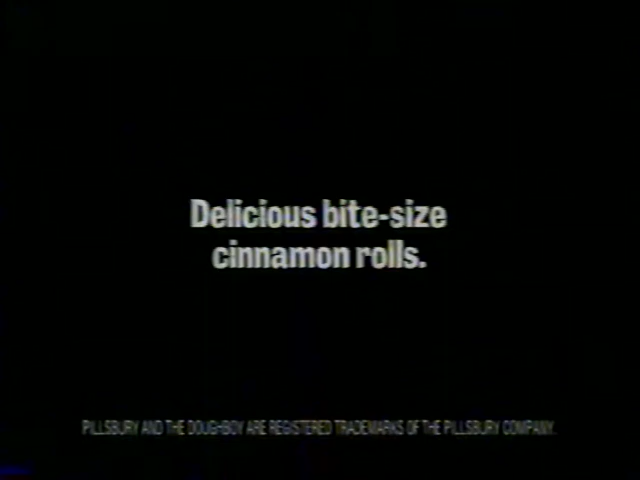 Delicious bite-size
cinnamon rolls.
PILLSBURY AND THE DOUGHBOY ARE REGISTERED TRADEMARKS OF THE PILLSBURY COMPANY.